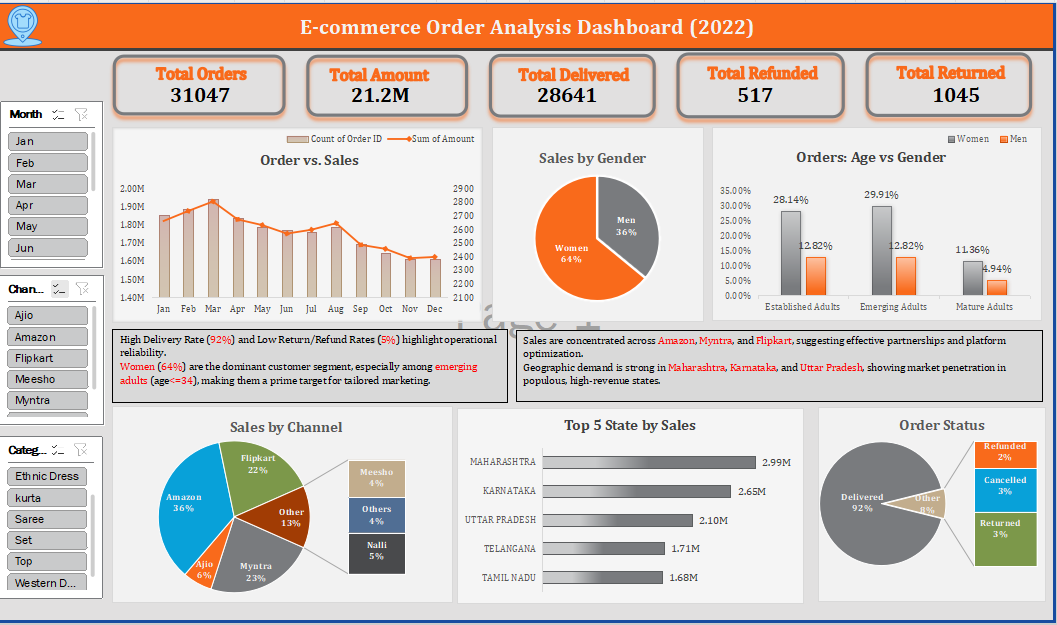 E-commerce Order Analysis Dashboard (2022)
Total Orders
31047
Total Amount
21.2M
Total Delivered
28641
Total Refunded
517
Total Returned
1045
Month
Jan
Feb
Mar
Apr
May
Jun
Chan...
Ajio
Amazon
Flipkart
Meesho
Myntra
Categ...
Ethnic Dress
kurta
Saree
Set
Top
Western D...
Count of Order ID
Sum of Amount
Order vs. Sales
2.00M
1.90M
1.80M
1.70M
1.60M
1.50M
1.40M
2900
2800
2700
2600
2500
2400
2300
2200
2100
Jan Feb Mar Apr May Jun Jul Aug Sep Oct Nov Dec
Sales by Gender
Men
36%
Women
64%
Women Men
Orders: Age vs Gender
35.00%
30.00%
25.00%
20.00%
15.00%
10.00%
5.00%
0.00%
28.14%
12.82%
29.91%
12.82%
11.36%
4.94%
Established Adults Emerging Adults Mature Adults
Page 1
High Delivery Rate (92%) and Low Return/Refund Rates (5%) highlight operational
reliability.
Women (64%) are the dominant customer segment, especially among emerging
adults (age<=34), making them a prime target for tailored marketing.
Sales are concentrated across Amazon, Myntra, and Flipkart, suggesting effective partnerships and platform
optimization.
Geographic demand is strong in Maharashtra, Karnataka, and Uttar Pradesh, showing market penetration in
populous, high-revenue states.
Sales by Channel
Flipkart
22%
Amazon
36%
Other
13%
Ajio
6%
Myntra
23%
Meesho
4%
Others
4%
Nalli
5%
Top 5 State by Sales
MAHARASHTRA 2.99M
KARNATAKA 2.65M
UTTAR PRADESH 2.10M
TELANGANA 1.71M
TAMIL NADU 1.68M
Order Status
Delivered
92%
Other
8%
Refunded
2%
Cancelled
3%
Returned
3%